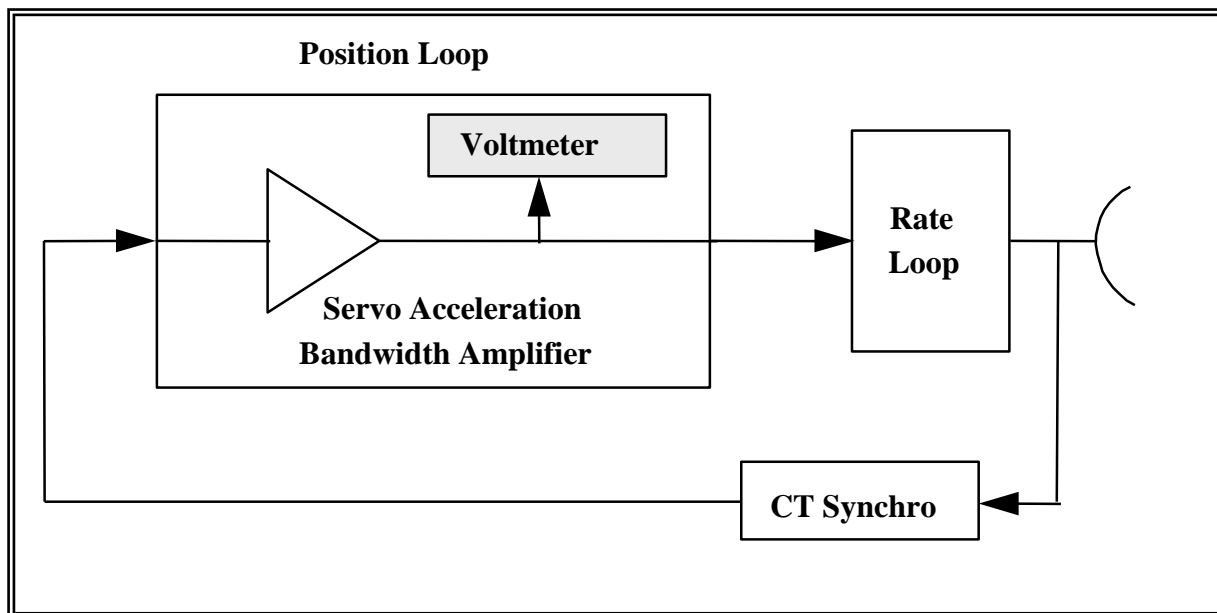 Position Loop
Voltmeter
Rate
Loop
Servo Acceleration
Bandwidth Amplifier
CT Synchro